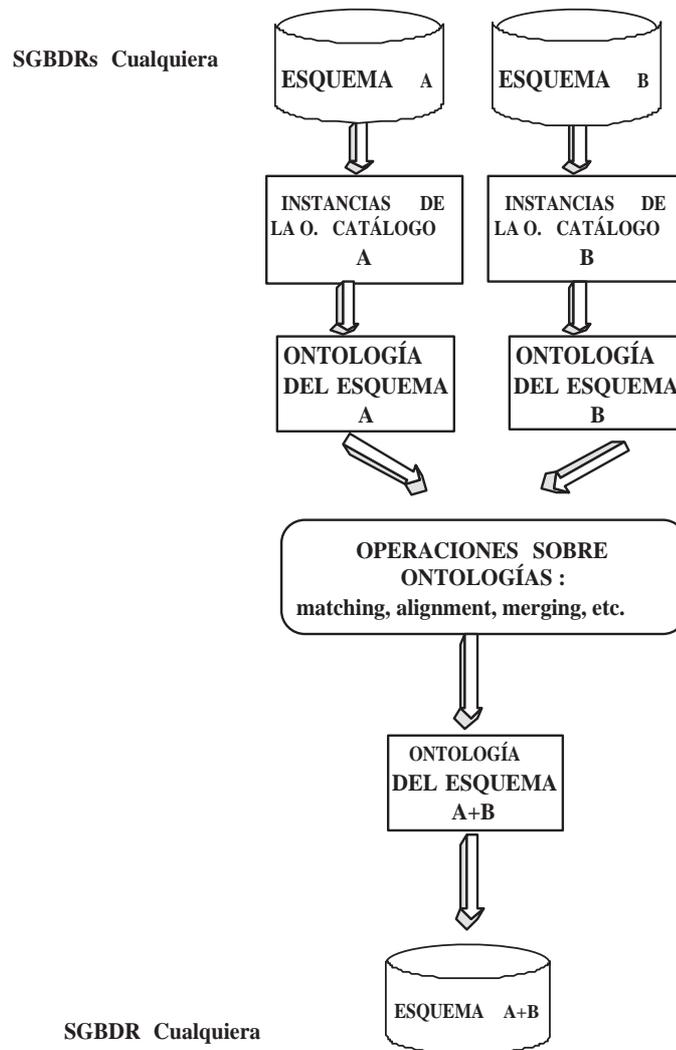 SGBDRs Cualquiera
ESQUEMA A
ESQUEMA B
INSTANCIAS DE
LA O. CATÁLOGO
A
INSTANCIAS DE
LA O. CATÁLOGO
B
ONTOLOGÍA
DEL ESQUEMA
A
ONTOLOGÍA
DEL ESQUEMA
B
OPERACIONES SOBRE
ONTOLOGÍAS :
matching, alignment, merging, etc.
ONTOLOGÍA
DEL ESQUEMA
A+B
ESQUEMA A+B
SGBDR Cualquiera